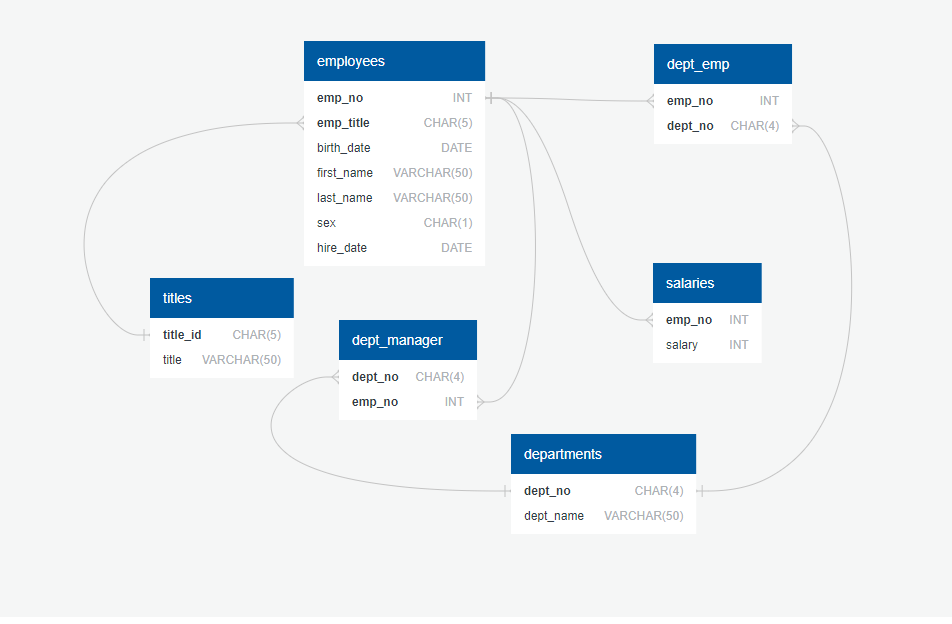 employees
emp_no INT
emp_title CHAR(5)
birth_date DATE
first_name VARCHAR(50)
last_name VARCHAR(50)
sex CHAR(1)
hire_date DATE
dept_emp
emp_no INT
dept_no CHAR(4)
titles
title_id CHAR(5)
title VARCHAR(50)
dept_manager
dept_no CHAR(4)
emp_no INT
salaries
emp_no INT
salary INT
departments
dept_no CHAR(4)
dept_name VARCHAR(50)